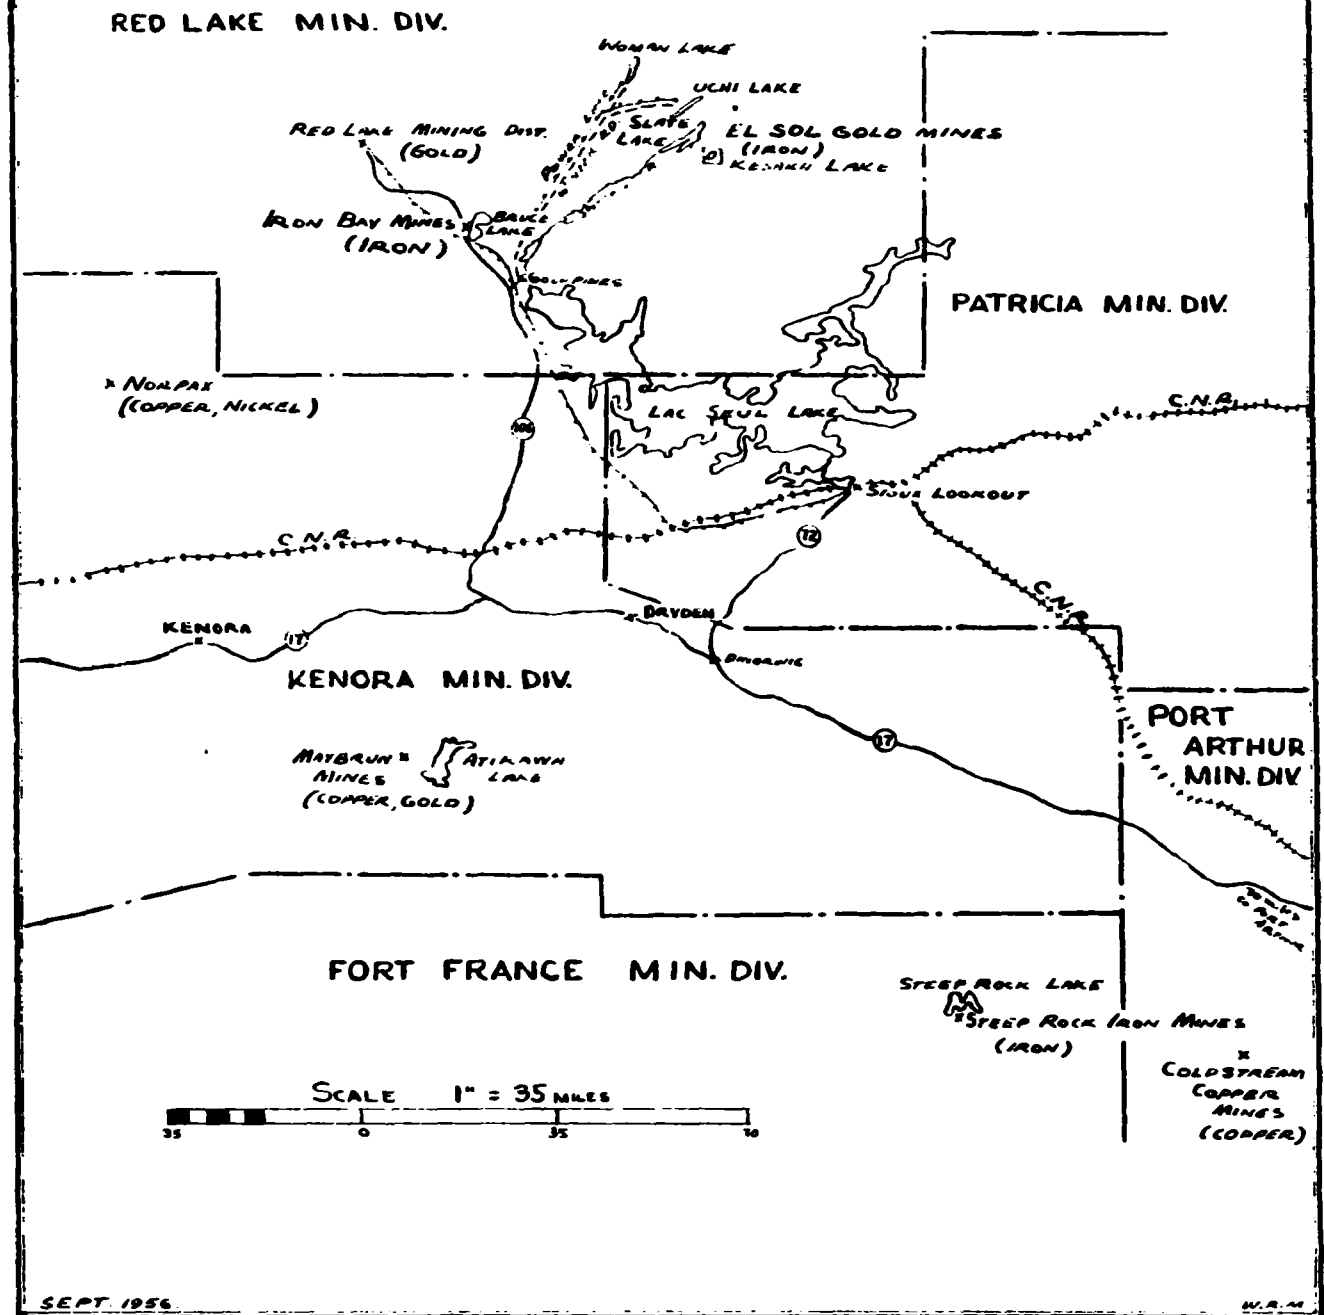 RED LAKE MIN. DIV.
WOMAN LAKE
UCHI LAKE
SLATE
LAKE
EL SOL GOLD MINES
(IRON)
LAKE
RED LAKE MINING DIST.
(GOLD)
IRON BAY MINES
(IRON)
BRUCE
LAKE
GOLDPINES
PATRICIA MIN. DIV.
x NORPAX
(COPPER, NICKEL)
LAC SEUL LAKE
C.N.R.
SIOUX LOOKOUT
C.N.R.
72
C.N.R.
DRYDEN
KENORA
17
KENORA MIN. DIV.
17
PORT
ARTHUR
MIN. DIV.
MAYBRUN x
MINES
(COPPER, GOLD)
ATIKAWN
LAKE
FORT FRANCE MIN. DIV.
STEEP ROCK LAKE
x STEEP ROCK IRON MINES
(IRON)
x
COLDSTREAM
COPPER
MINES
(COPPER)
SCALE 1" = 35 MILES
35 0 35 70
SEPT. 1956
W.R.M